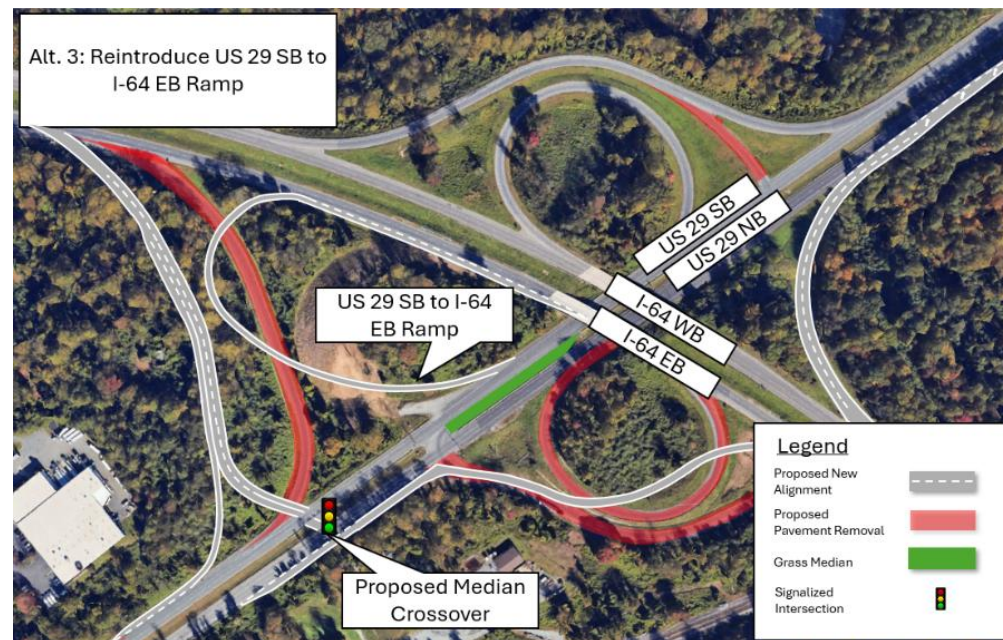 Alt. 3: Reintroduce US 29 SB to
I-64 EB Ramp
US 29 SB
US 29 NB
US 29 SB to I-64
EB Ramp
I-64 WB
I-64 EB
Proposed Median
Crossover
Legend
Proposed New
Alignment
Proposed
Pavement Removal
Grass Median
Signalized
Intersection